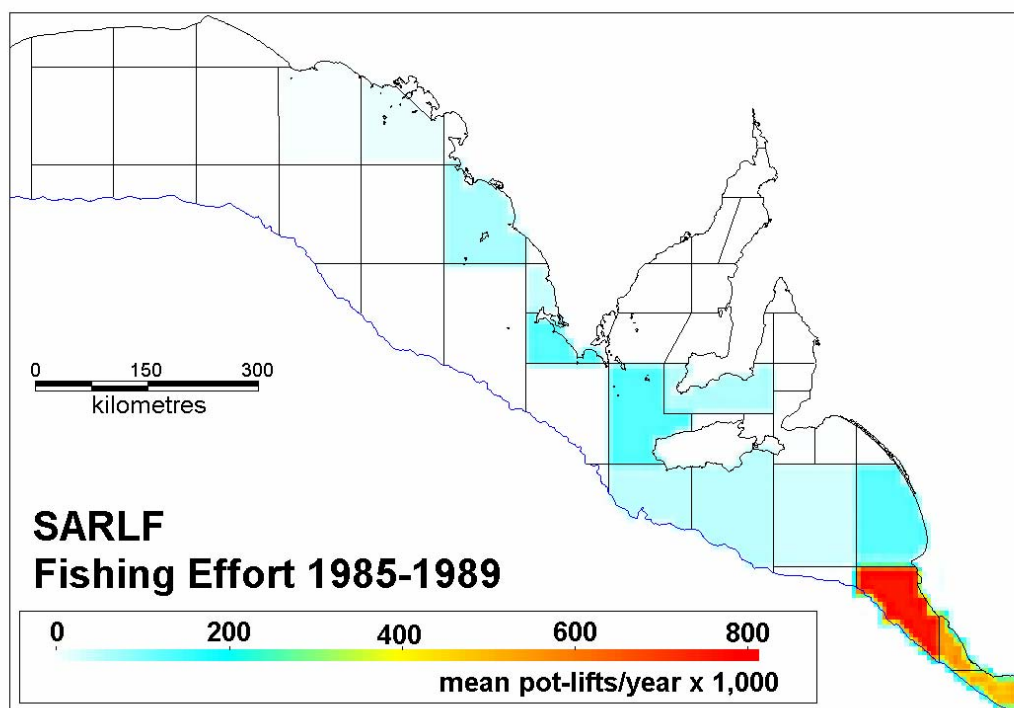 0 150 300
kilometres
SARLF
Fishing Effort 1985-1989
0 200 400 600 800
mean pot-lifts/year x 1,000